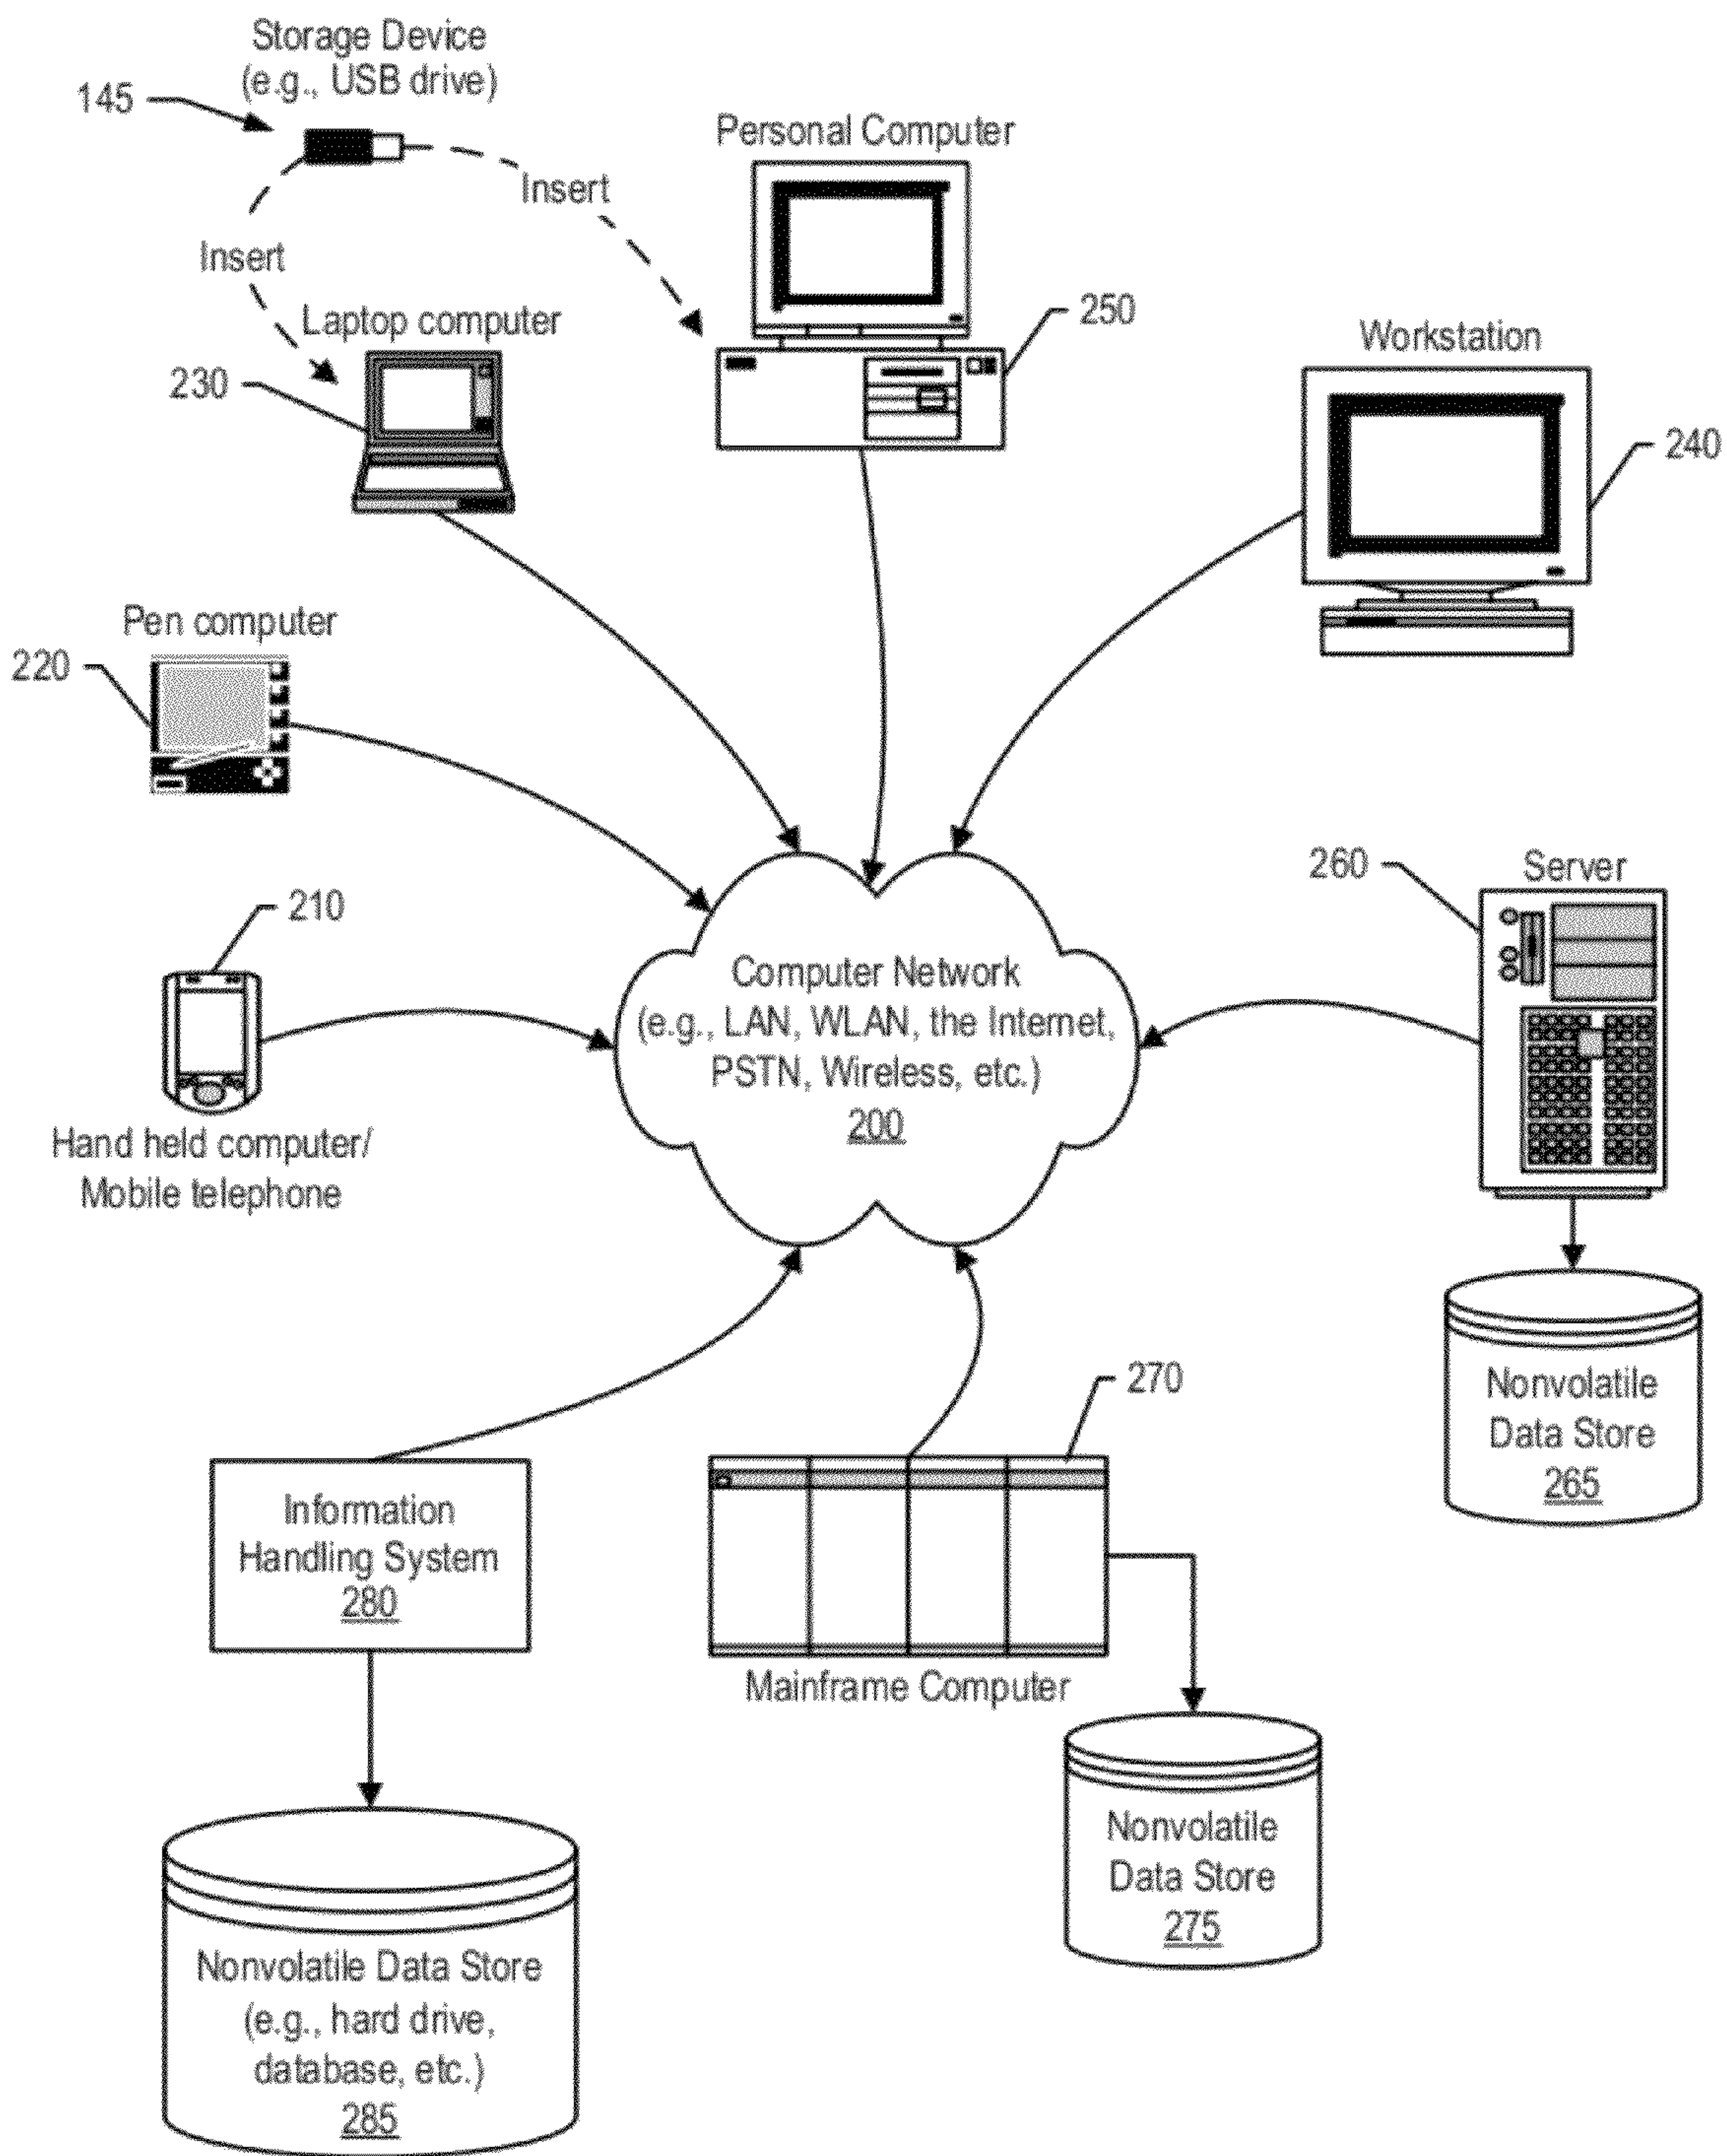 Storage Device
(e.g., USB drive)
145
Personal Computer
Insert
Insert
Laptop computer
250
Workstation
230
240
Pen computer
220
260
Server
210
Computer Network
(e.g., LAN, WLAN, the Internet,
PSTN, Wireless, etc.)
200
Hand held computer/
Mobile telephone
270
Nonvolatile
Data Store
265
Information
Handling System
280
Mainframe Computer
Nonvolatile
Data Store
275
Nonvolatile Data Store
(e.g., hard drive,
database, etc.)
285